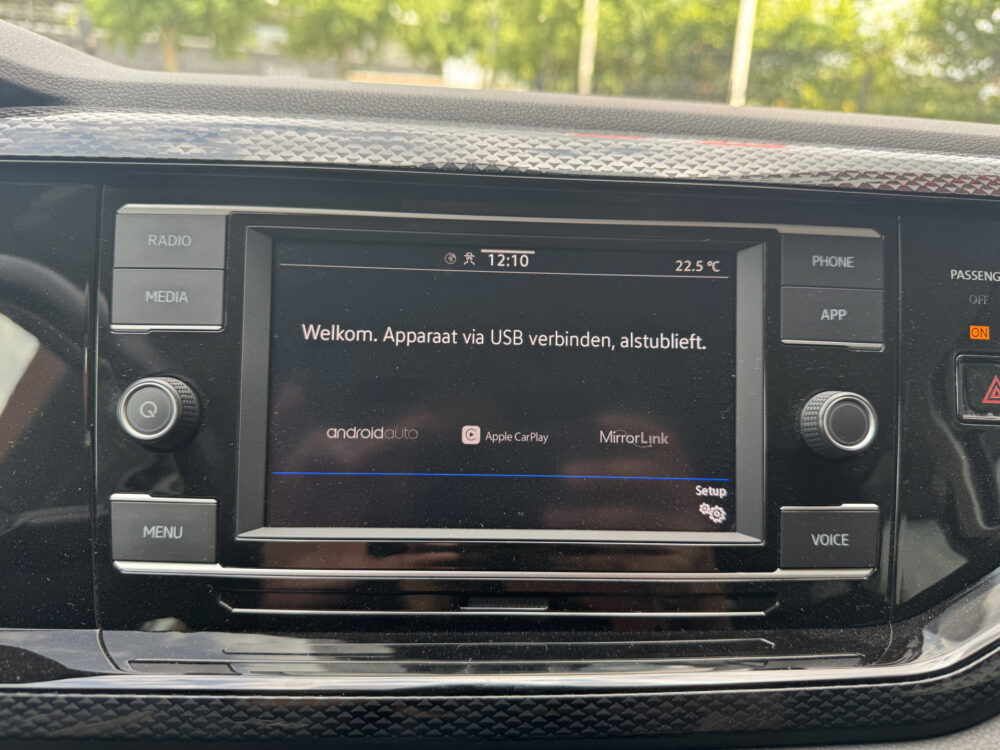 RADIO
MEDIA
12:10
22.5 °C
PHONE
APP
PASSENG
OFF
ON
Welkom. Apparaat via USB verbinden, alstublieft.
androidauto
Apple CarPlay
MirrorLink
Setup
MENU
VOICE